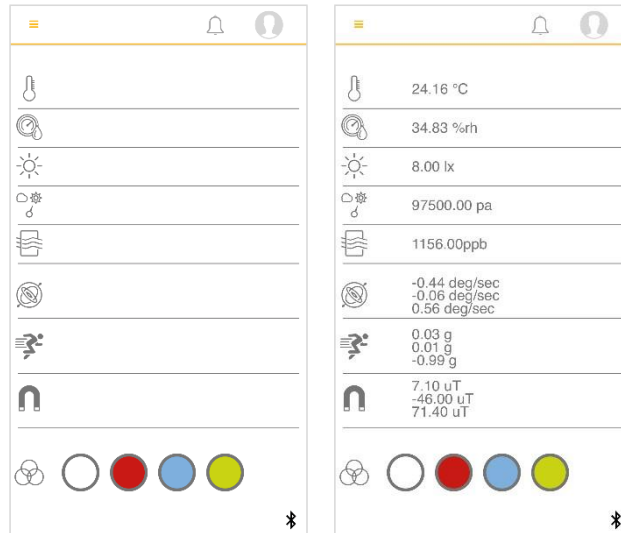 24.16 °C
34.83 %rh
8.00 lx
97500.00 pa
1156.00ppb
-0.44 deg/sec
-0.06 deg/sec
0.56 deg/sec
0.03 g
0.01 g
-0.99 g
7.10 uT
-46.00 uT
71.40 uT